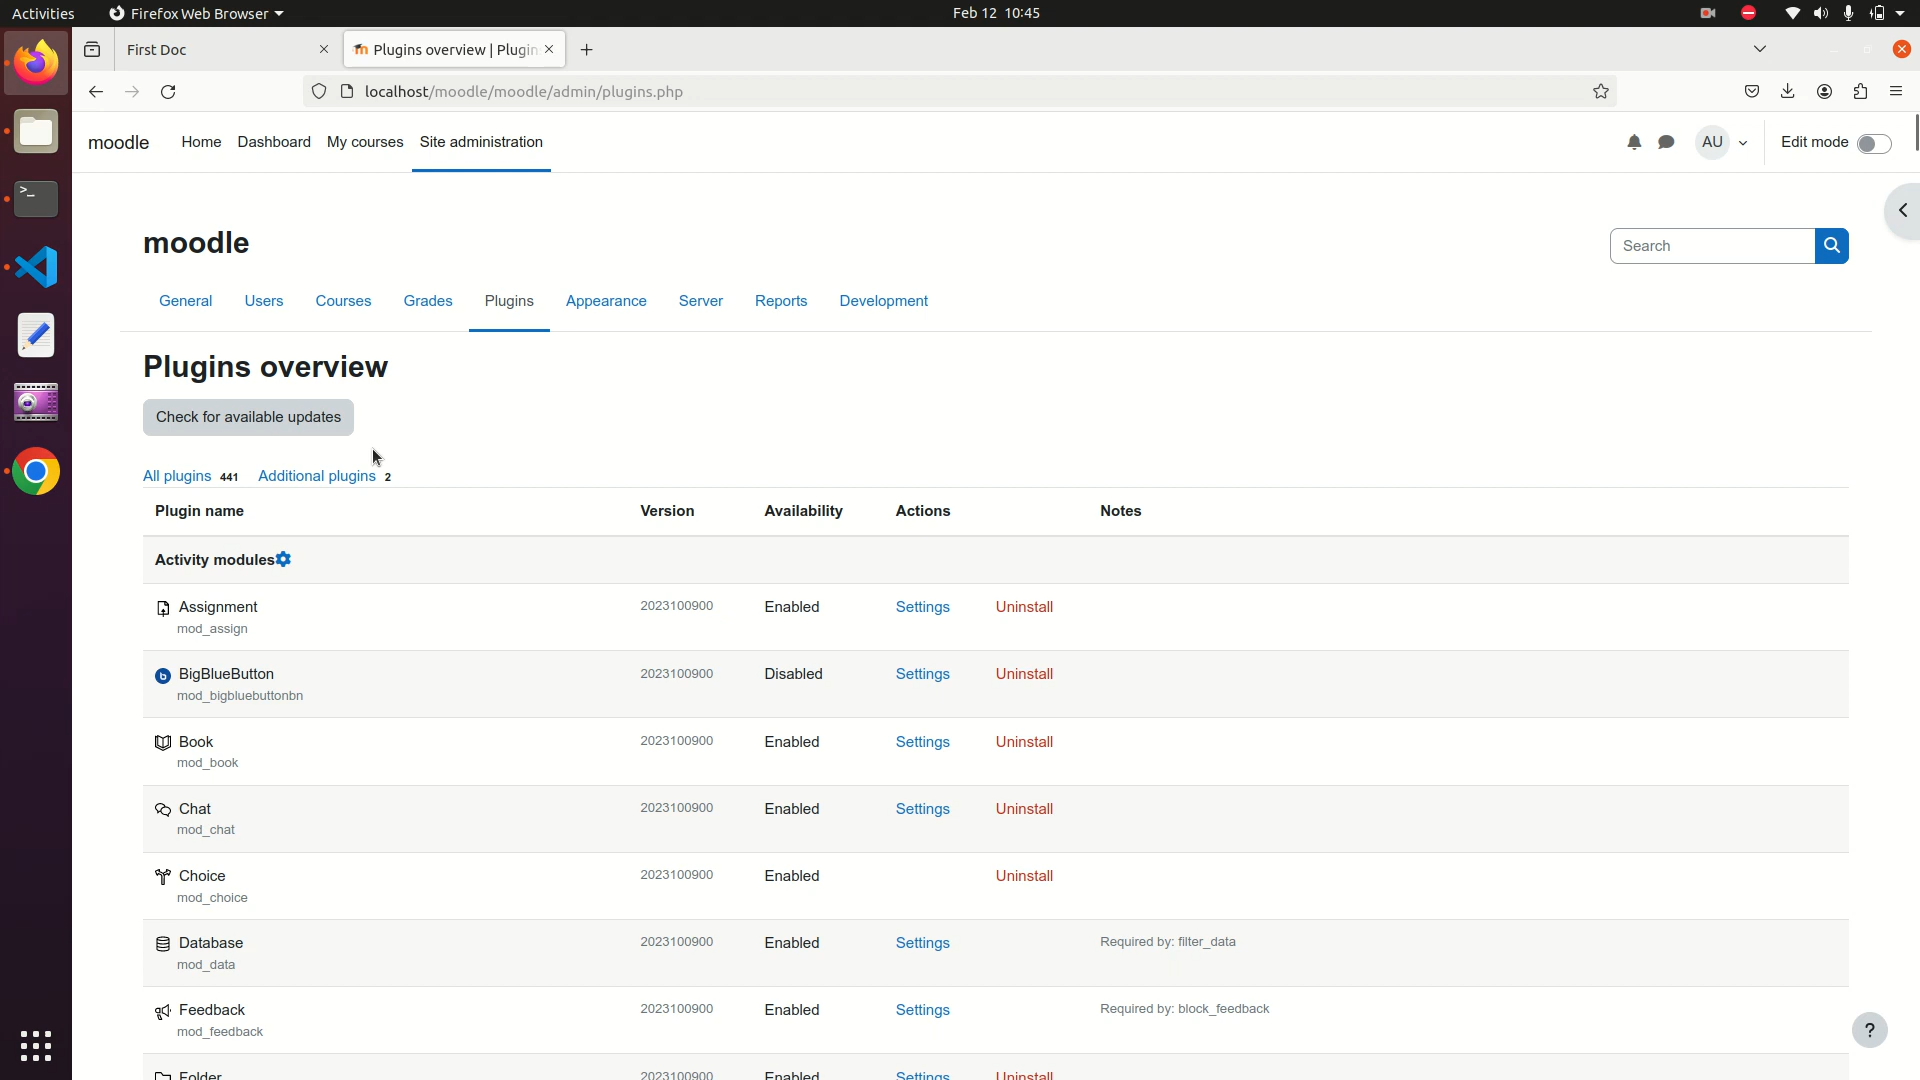 Activities Firefox Web Browser Feb 12 10:45
First Doc Plugins overview | Plugin
localhost/moodle/moodle/admin/plugins.php
moodle Home Dashboard My courses Site administration AU Edit mode
moodle
Search
General Users Courses Grades Plugins Appearance Server Reports Development
Plugins overview
Check for available updates
All plugins 441 Additional plugins 2
Plugin name Version Availability Actions Notes
Activity modules
Assignment 2023100900 Enabled Settings Uninstall
mod_assign
BigBlueButton 2023100900 Disabled Settings Uninstall
mod_bigbluebuttonbn
Book 2023100900 Enabled Settings Uninstall
mod_book
Chat 2023100900 Enabled Settings Uninstall
mod_chat
Choice 2023100900 Enabled Uninstall
mod_choice
Database 2023100900 Enabled Settings Required by: filter_data
mod_data
Feedback 2023100900 Enabled Settings Required by: block_feedback
mod_feedback
?
Folder 2023100900 Enabled Settings Uninstall